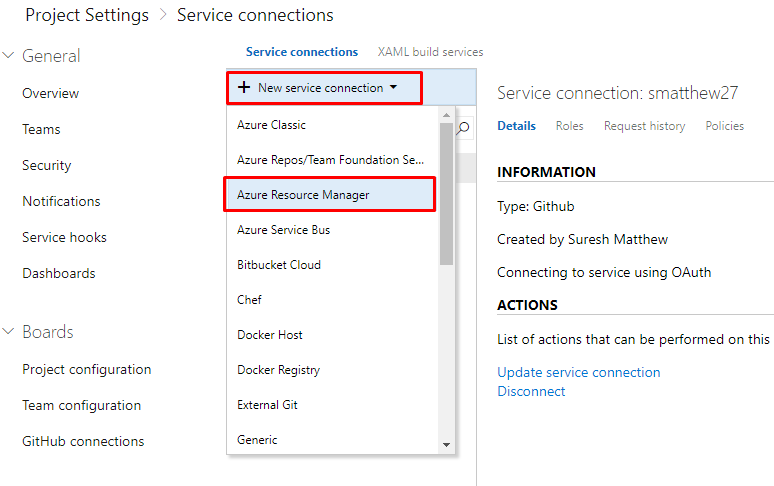 Project Settings > Service connections
General
Overview
Teams
Security
Notifications
Service hooks
Dashboards
Boards
Project configuration
Team configuration
GitHub connections
Service connections
XAML build services
+ New service connection
Azure Classic
Azure Repos/Team Foundation Se...
Azure Resource Manager
Azure Service Bus
Bitbucket Cloud
Chef
Docker Host
Docker Registry
External Git
Generic
Service connection: smatthew27
Details
Roles
Request history
Policies
INFORMATION
Type: Github
Created by Suresh Matthew
Connecting to service using OAuth
ACTIONS
List of actions that can be performed on this
Update service connection
Disconnect